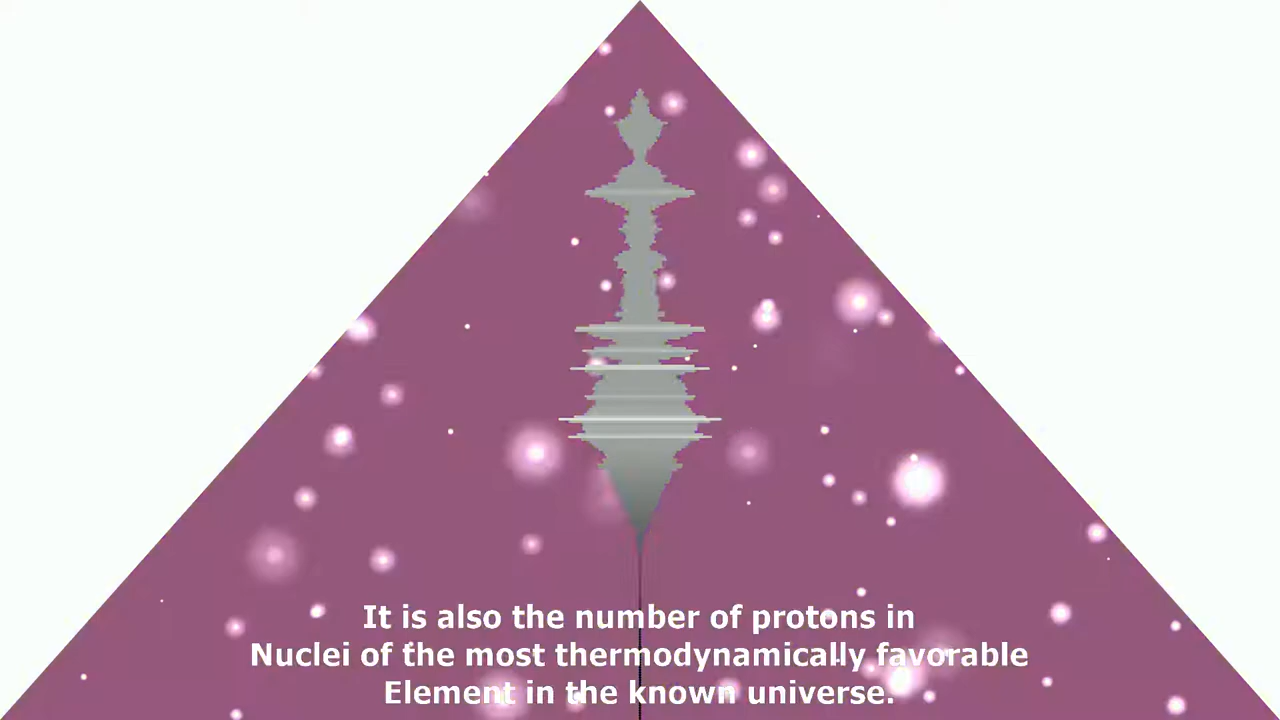 It is also the number of protons in
Nuclei of the most thermodynamically favorable
Element in the known universe.